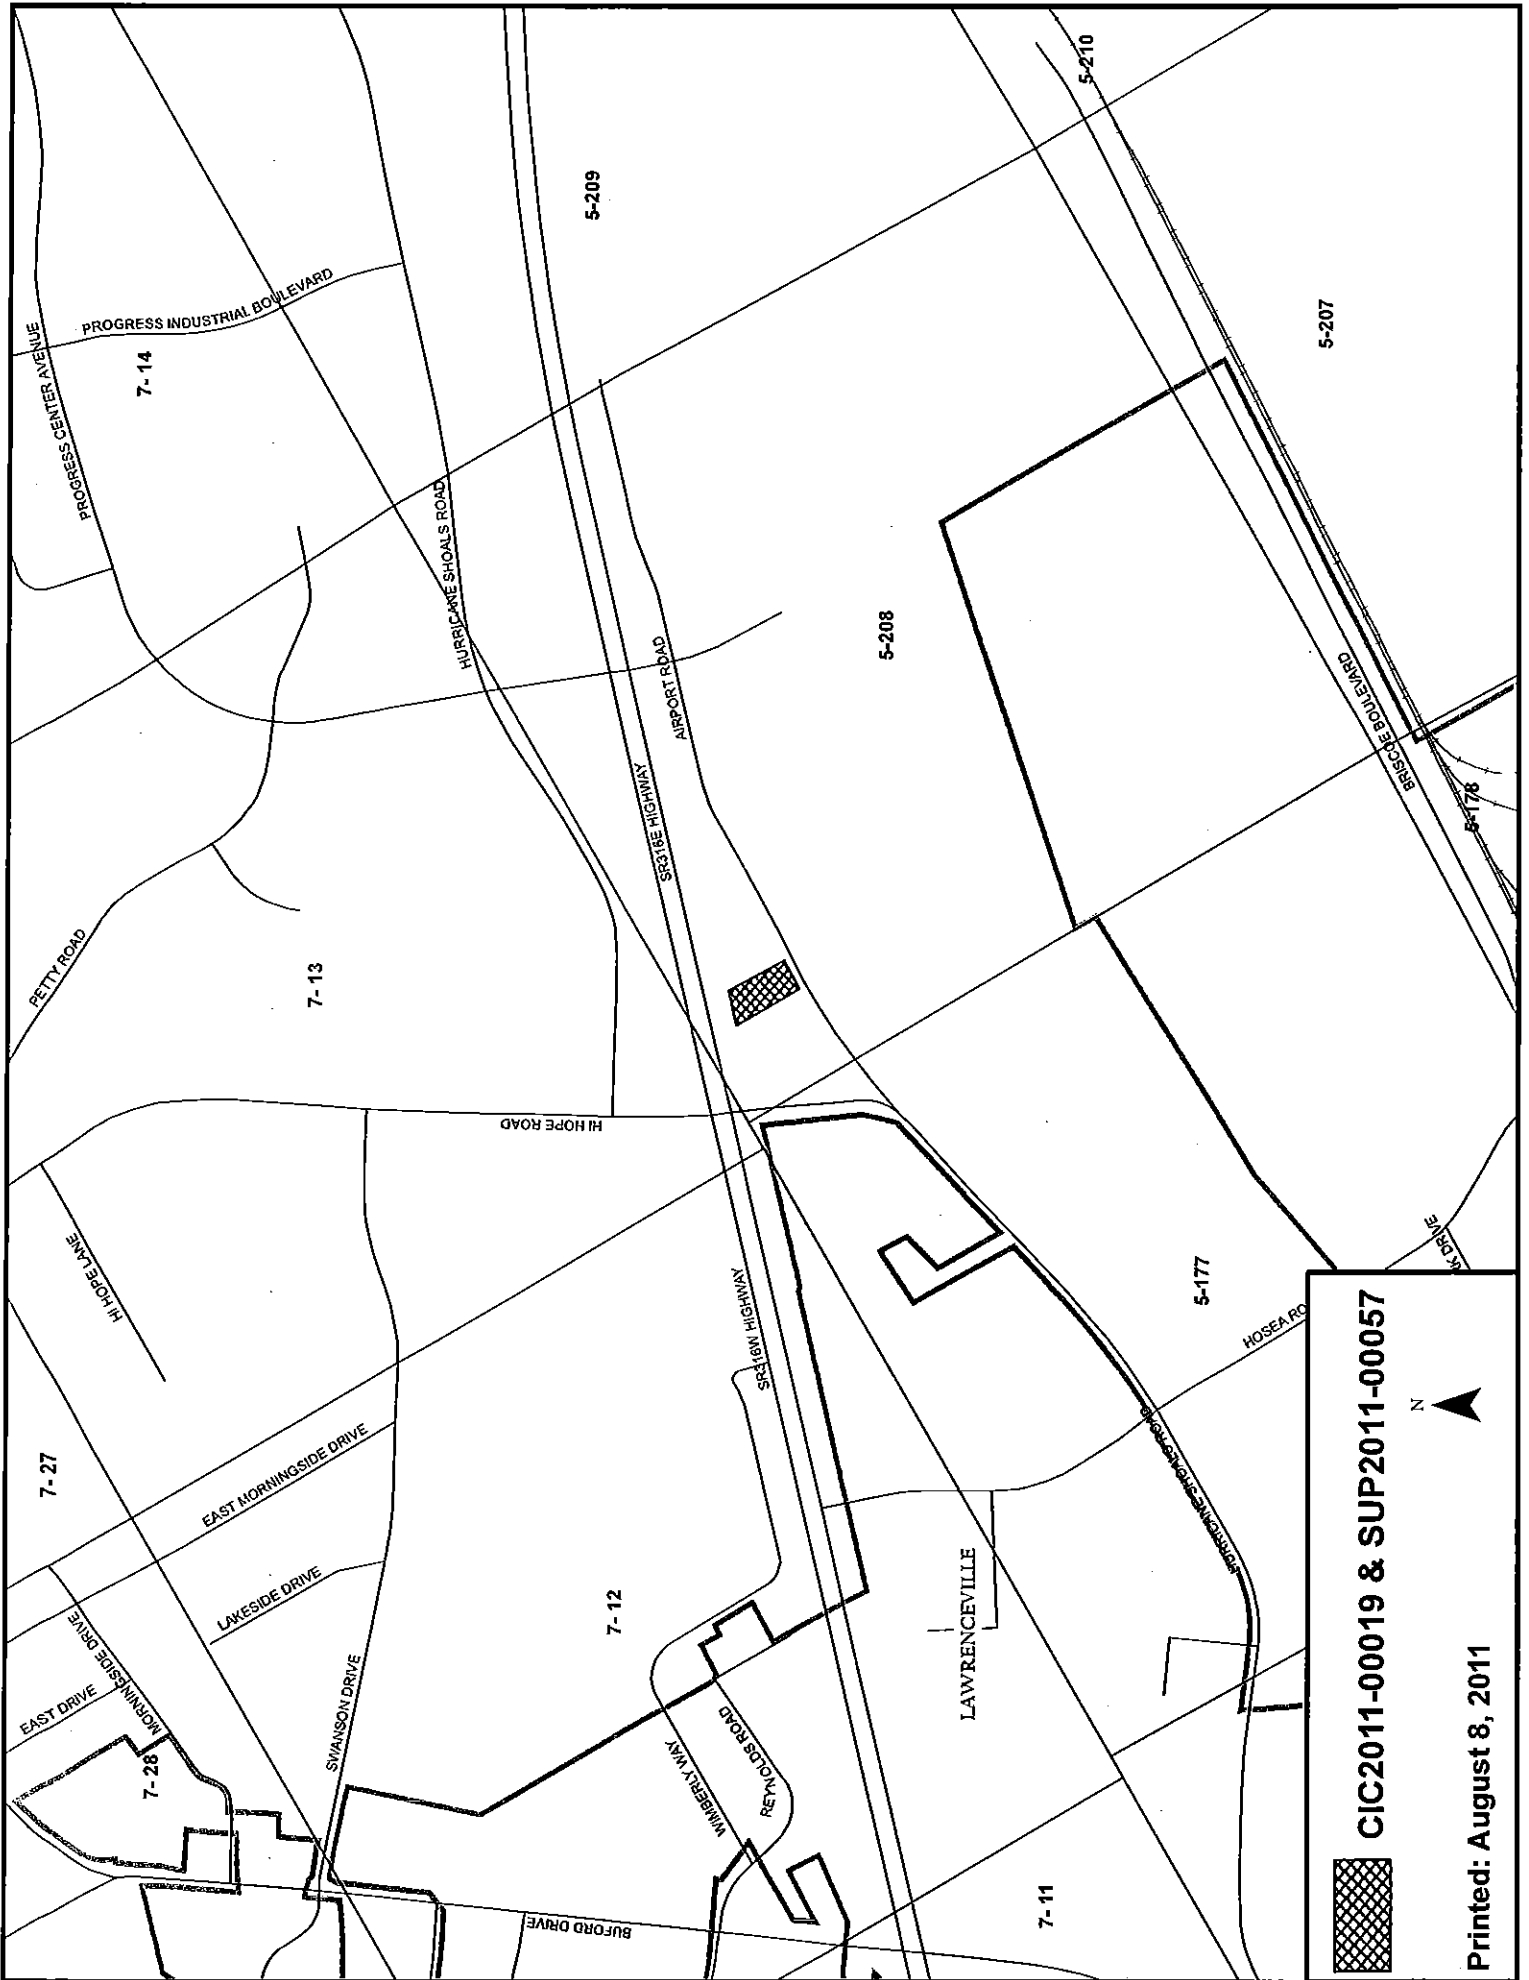 5-210
5-209
PROGRESS INDUSTRIAL BOULEVARD
PROGRESS CENTER AVENUE
7-14
5-207
HURRICANE SHOALS ROAD
5-208
AIRPORT ROAD
BRISCOE BOULEVARD
SR316E HIGHWAY
5-178
PETTY ROAD
7-13
HI HOPE ROAD
HI HOPE LANE
SR316W HIGHWAY
DRIVE
5-177
HOSEA RO
7-27
EAST MORNINGSIDE DRIVE
HURRICANE SHOALS ROAD
LAKESIDE DRIVE
7-12
LAWRENCEVILLE
MORNINGSIDE DRIVE
EAST DRIVE
SWANSON DRIVE
7-28
REYNOLDS ROAD
WIMBERLY WAY
BUFORD DRIVE
7-11
CIC2011-00019 & SUP2011-00057
N
Printed: August 8, 2011